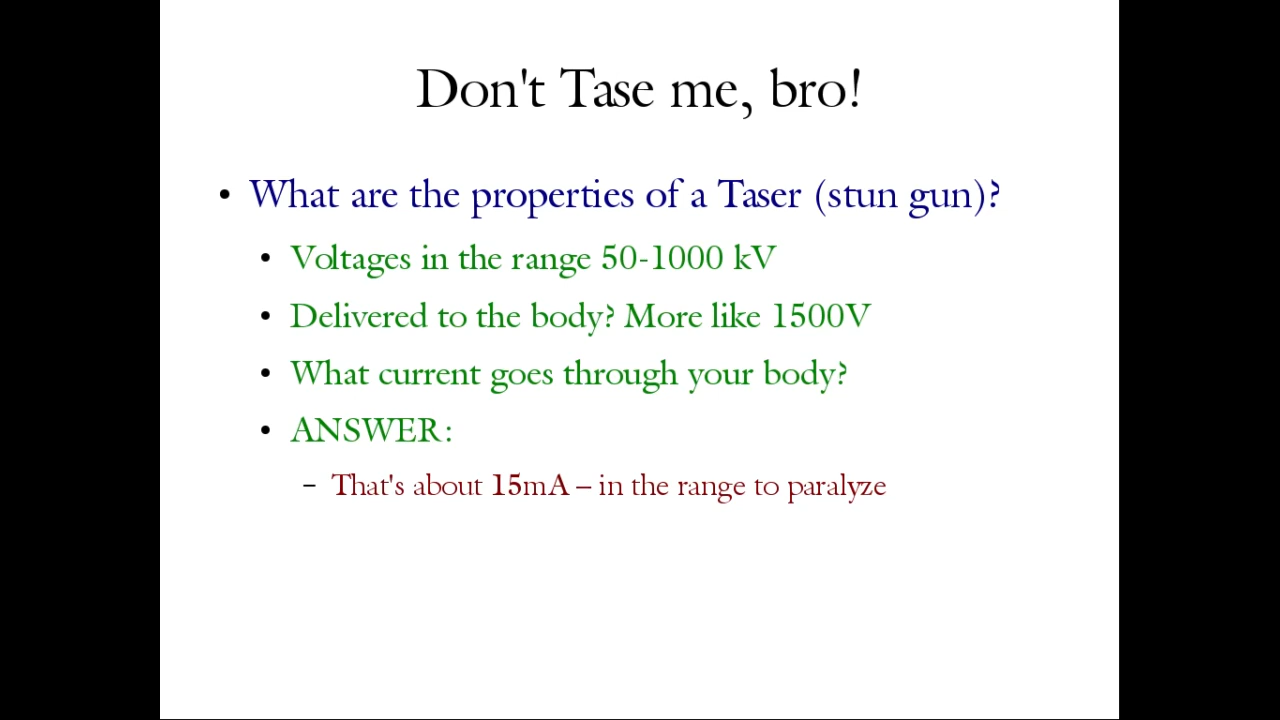 Don't Tase me, bro!
• What are the properties of a Taser (stun gun)?
• Voltages in the range 50-1000 kV
• Delivered to the body? More like 1500V
• What current goes through your body?
• ANSWER:
– That's about 15mA – in the range to paralyze